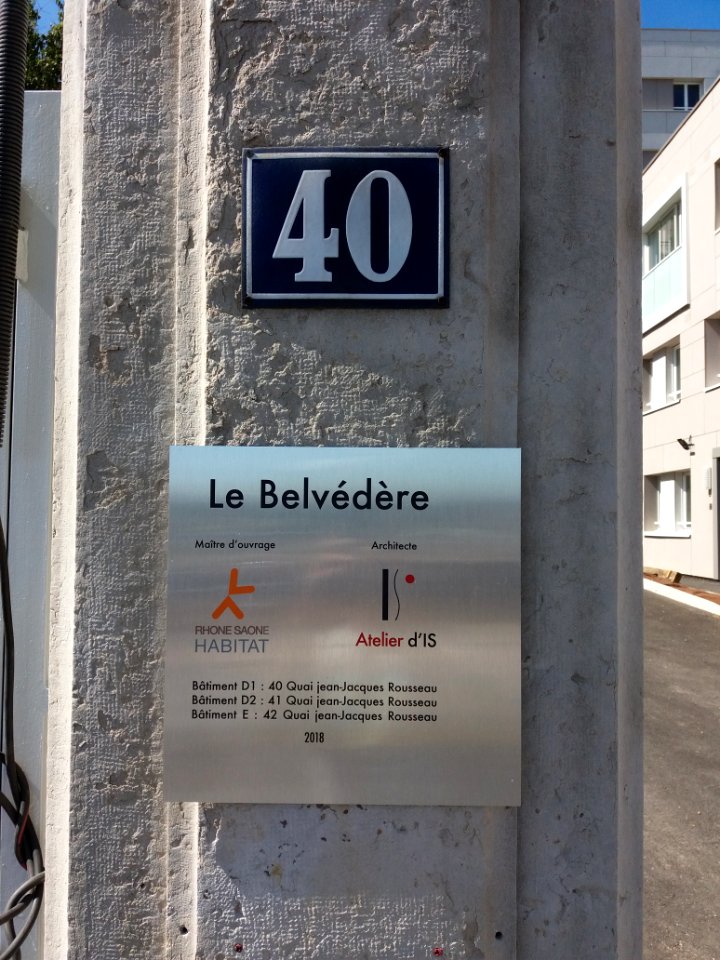 40
Le Belvédère
Maître d'ouvrage Architecte
RHONE SAONE
HABITAT
IS
Atelier d'IS
Bâtiment D1 : 40 Quai jean-Jacques Rousseau
Bâtiment D2 : 41 Quai jean-Jacques Rousseau
Bâtiment E : 42 Quai jean-Jacques Rousseau
2018